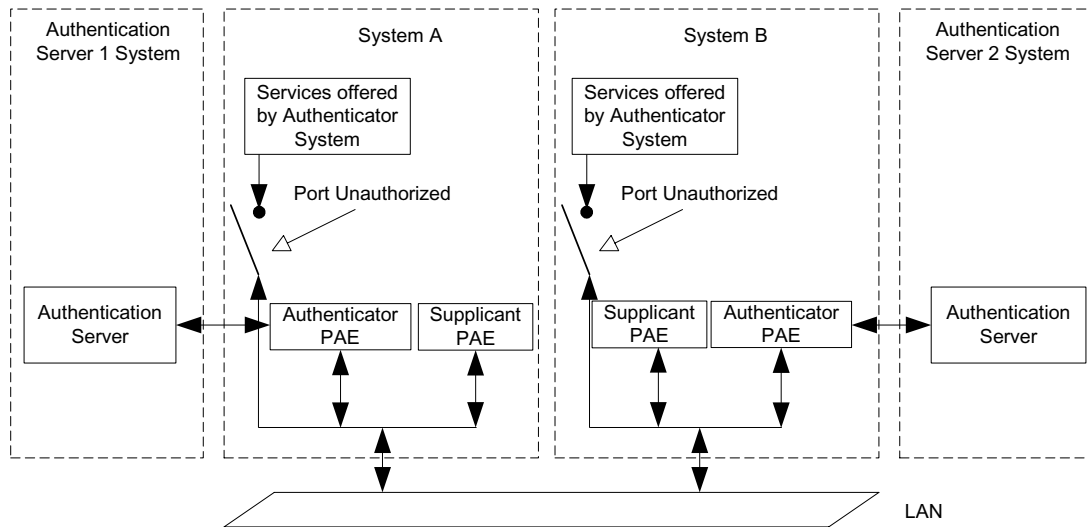 Authentication
Server 1 System
System A
System B
Authentication
Server 2 System
Services offered
by Authenticator
System
Services offered
by Authenticator
System
Port Unauthorized
Port Unauthorized
Authentication
Server
Authenticator
PAE
Supplicant
PAE
Supplicant
PAE
Authenticator
PAE
Authentication
Server
LAN